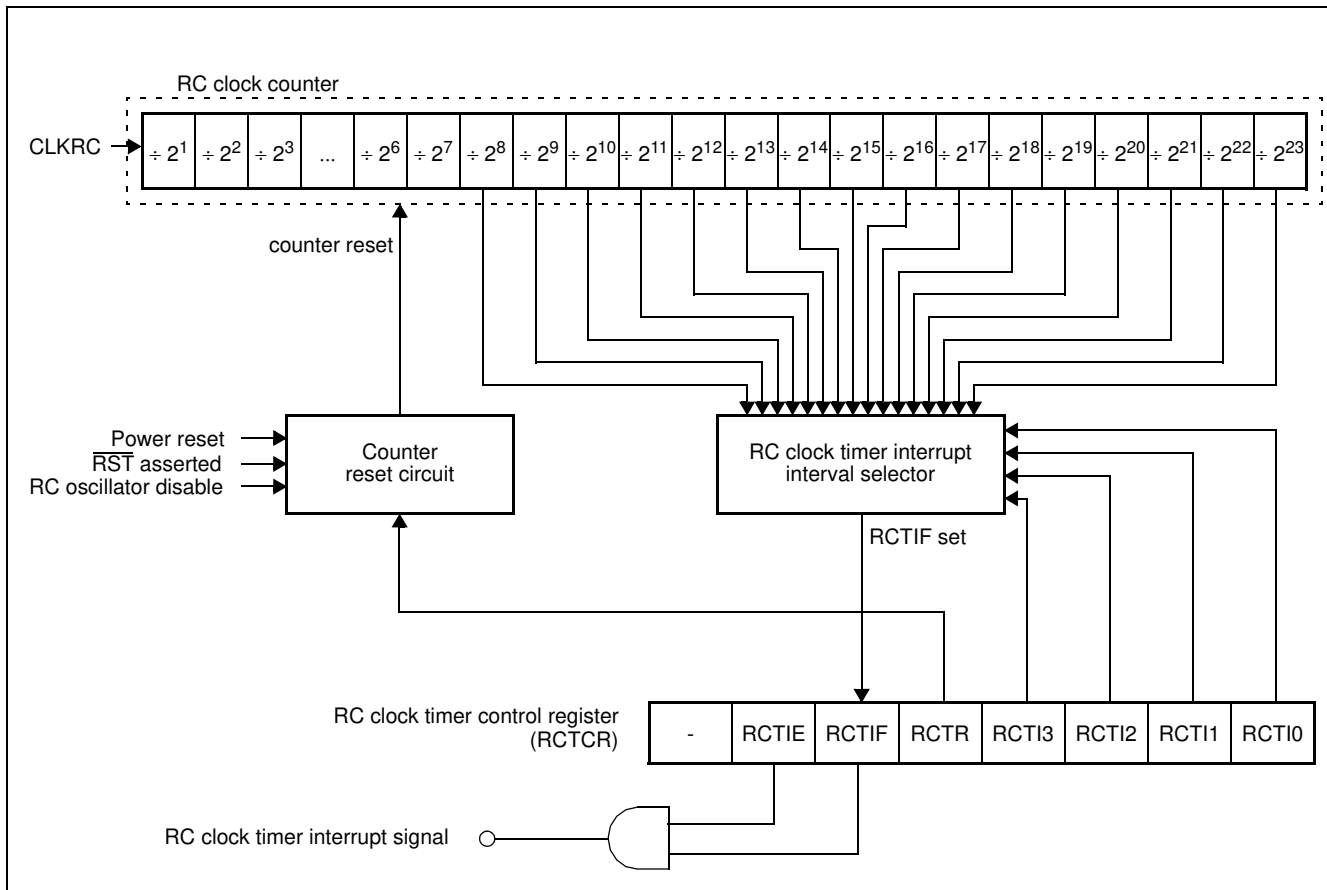 RC clock counter
CLKRC
÷ 2¹ ÷ 2² ÷ 2³ ... ÷ 2⁶ ÷ 2⁷ ÷ 2⁸ ÷ 2⁹ ÷ 2¹⁰ ÷ 2¹¹ ÷ 2¹² ÷ 2¹³ ÷ 2¹⁴ ÷ 2¹⁵ ÷ 2¹⁶ ÷ 2¹⁷ ÷ 2¹⁸ ÷ 2¹⁹ ÷ 2²⁰ ÷ 2²¹ ÷ 2²² ÷ 2²³
counter reset
Power reset
R̅S̅T̅ asserted
RC oscillator disable
Counter
reset circuit
RC clock timer interrupt
interval selector
RCTIF set
RC clock timer control register
(RCTCR)
- RCTIE RCTIF RCTR RCTI3 RCTI2 RCTI1 RCTI0
RC clock timer interrupt signal